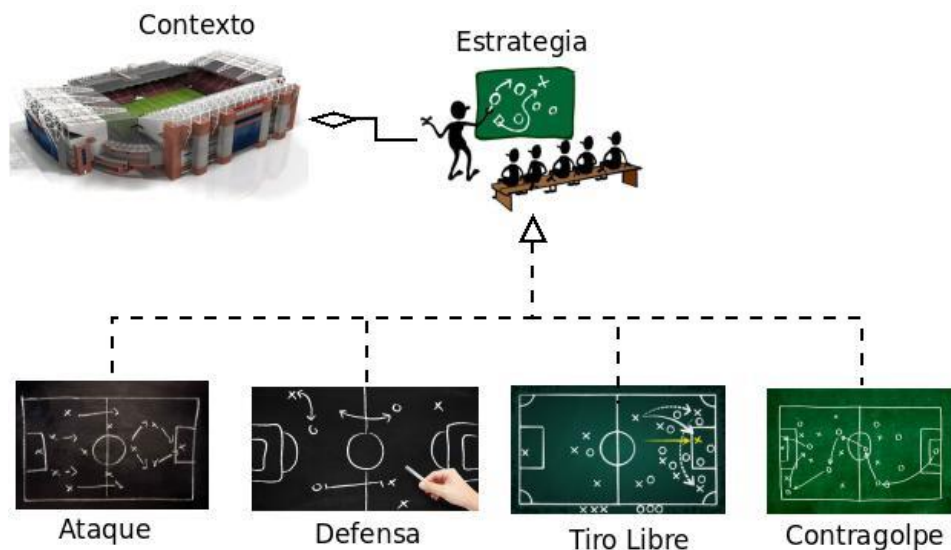 Contexto
Estrategia
Ataque
Defensa
Tiro Libre
Contragolpe